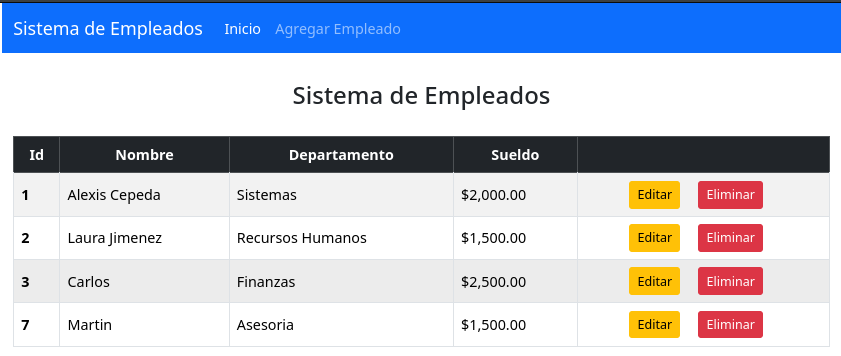 Sistema de Empleados Inicio Agregar Empleado
Sistema de Empleados
Id Nombre Departamento Sueldo
1 Alexis Cepeda Sistemas $2,000.00 Editar Eliminar
2 Laura Jimenez Recursos Humanos $1,500.00 Editar Eliminar
3 Carlos Finanzas $2,500.00 Editar Eliminar
7 Martin Asesoria $1,500.00 Editar Eliminar